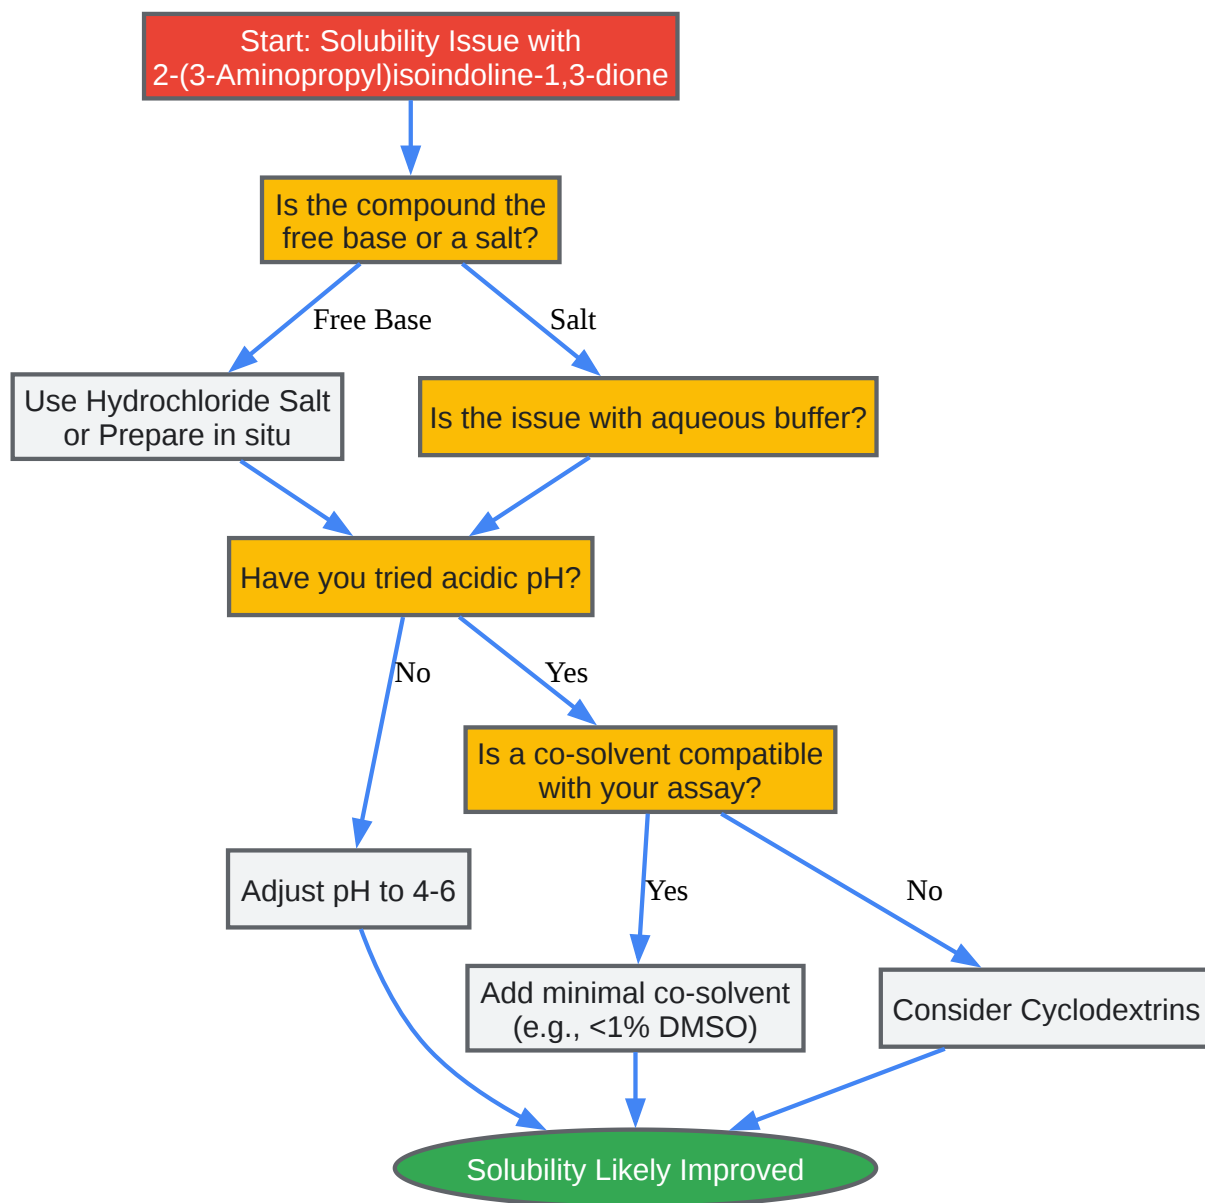 Start: Solubility Issue with
2-(3-Aminopropyl)isoindoline-1,3-dione
Is the compound the
free base or a salt?
Free Base
Salt
Use Hydrochloride Salt
or Prepare in situ
Is the issue with aqueous buffer?
Have you tried acidic pH?
No
Yes
Is a co-solvent compatible
with your assay?
Adjust pH to 4-6
Yes
No
Add minimal co-solvent
(e.g., <1% DMSO)
Consider Cyclodextrins
Solubility Likely Improved